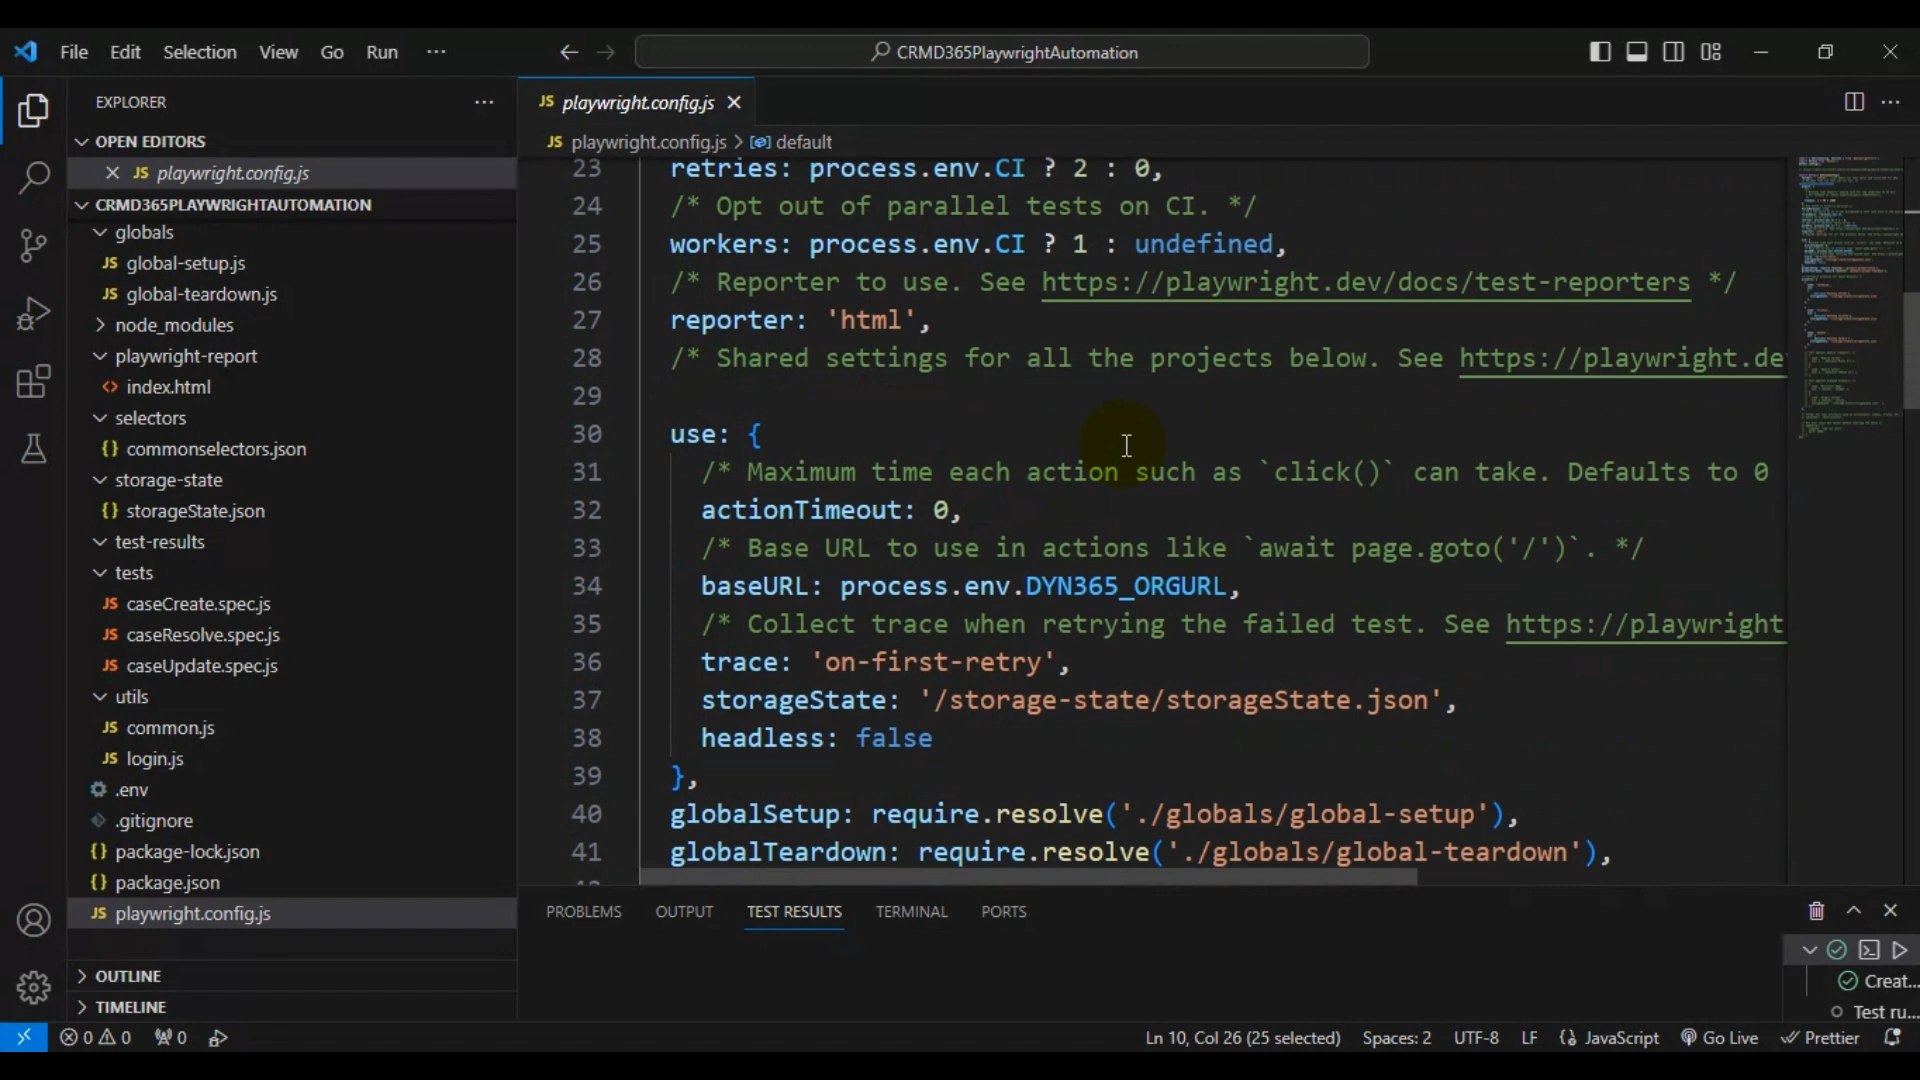 File Edit Selection View Go Run ··· CRMD365PlaywrightAutomation
EXPLORER
OPEN EDITORS
JS playwright.config.js
CRMD365PLAYWRIGHTAUTOMATION
globals
JS global-setup.js
JS global-teardown.js
node_modules
playwright-report
<> index.html
selectors
{} commonselectors.json
storage-state
{} storageState.json
test-results
tests
JS caseCreate.spec.js
JS caseResolve.spec.js
JS caseUpdate.spec.js
utils
JS common.js
JS login.js
.env
.gitignore
{} package-lock.json
{} package.json
JS playwright.config.js
OUTLINE
TIMELINE
JS playwright.config.js
JS playwright.config.js > default
23 retries: process.env.CI ? 2 : 0,
24 /* Opt out of parallel tests on CI. */
25 workers: process.env.CI ? 1 : undefined,
26 /* Reporter to use. See https://playwright.dev/docs/test-reporters */
27 reporter: 'html',
28 /* Shared settings for all the projects below. See https://playwright.de
29
30 use: {
31 /* Maximum time each action such as `click()` can take. Defaults to 0
32 actionTimeout: 0,
33 /* Base URL to use in actions like `await page.goto('/')`. */
34 baseURL: process.env.DYN365_ORGURL,
35 /* Collect trace when retrying the failed test. See https://playwright
36 trace: 'on-first-retry',
37 storageState: '/storage-state/storageState.json',
38 headless: false
39 },
40 globalSetup: require.resolve('./globals/global-setup'),
41 globalTeardown: require.resolve('./globals/global-teardown'),
PROBLEMS OUTPUT TEST RESULTS TERMINAL PORTS
Creat...
Test ru...
0 0 0 Ln 10, Col 26 (25 selected) Spaces: 2 UTF-8 LF JavaScript Go Live Prettier